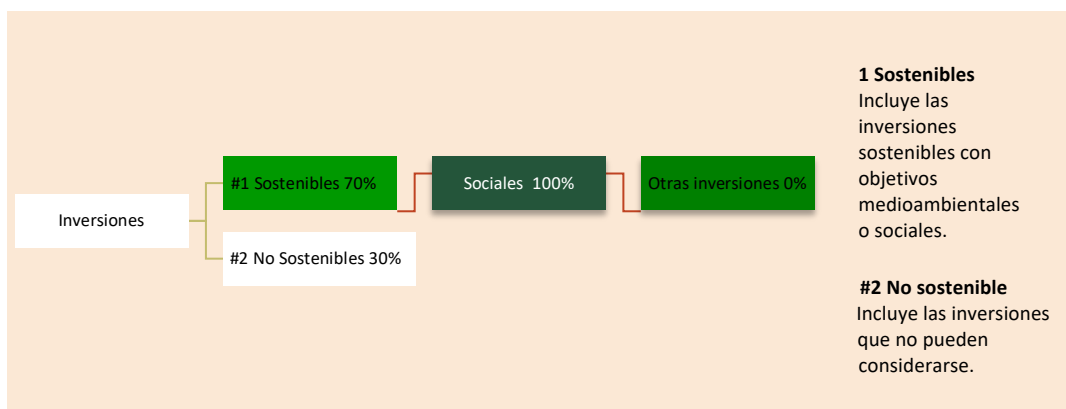 Inversiones
#1 Sostenibles 70%
#2 No Sostenibles 30%
Sociales  100%
Otras inversiones 0%
1 Sostenibles
Incluye las
inversiones
sostenibles con
objetivos
medioambientales
o sociales.
#2 No sostenible
Incluye las inversiones
que no pueden
considerarse.